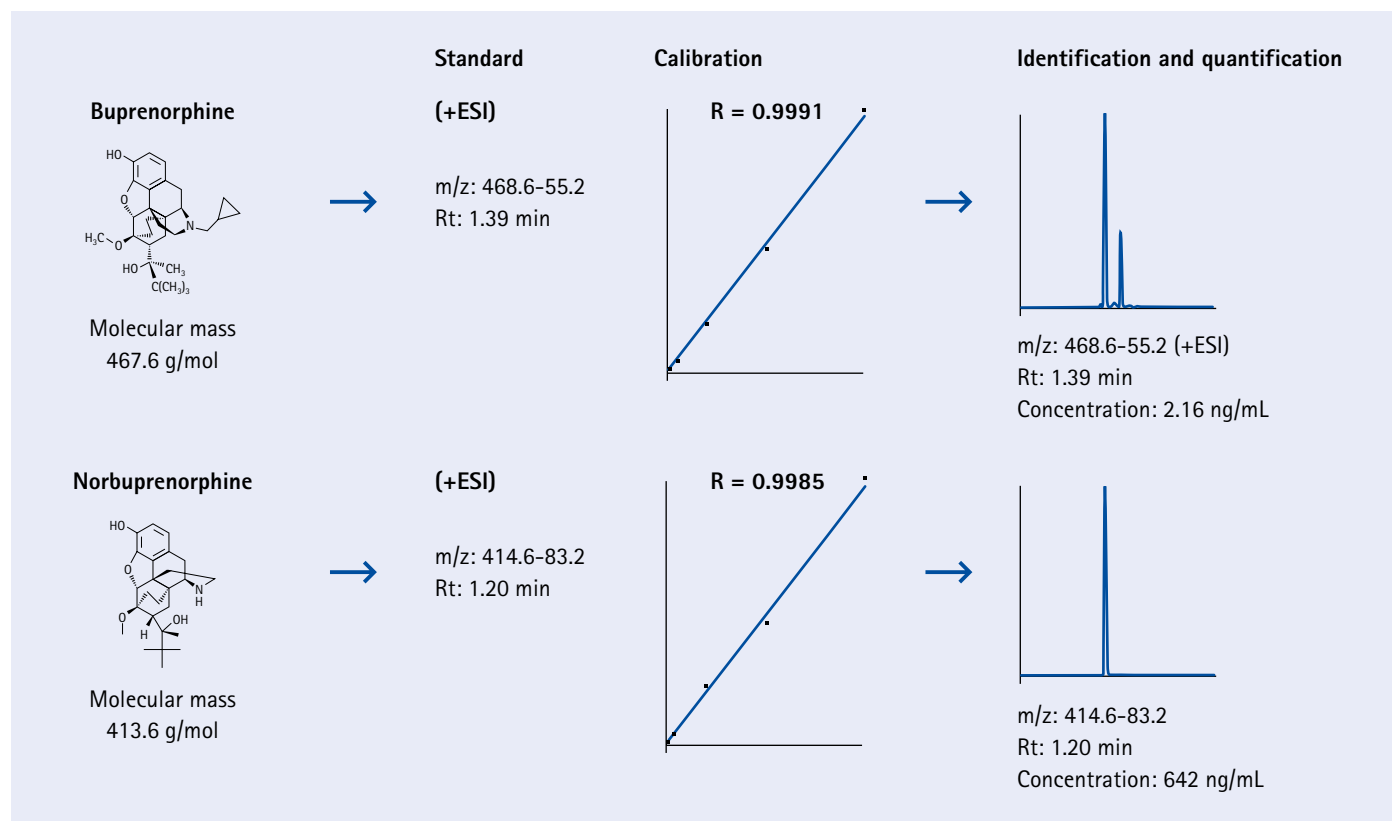 Standard
Calibration
Identification and quantification
Buprenorphine
(+ESI)
R = 0.9991
HO
O
N
H₃C
O
HO
CH₃
C(CH₃)₃
m/z: 468.6-55.2
Rt: 1.39 min
Molecular mass
467.6 g/mol
m/z: 468.6-55.2 (+ESI)
Rt: 1.39 min
Concentration: 2.16 ng/mL
Norbuprenorphine
(+ESI)
R = 0.9985
HO
O
N
H
O
H
OH
m/z: 414.6-83.2
Rt: 1.20 min
Molecular mass
413.6 g/mol
m/z: 414.6-83.2
Rt: 1.20 min
Concentration: 642 ng/mL